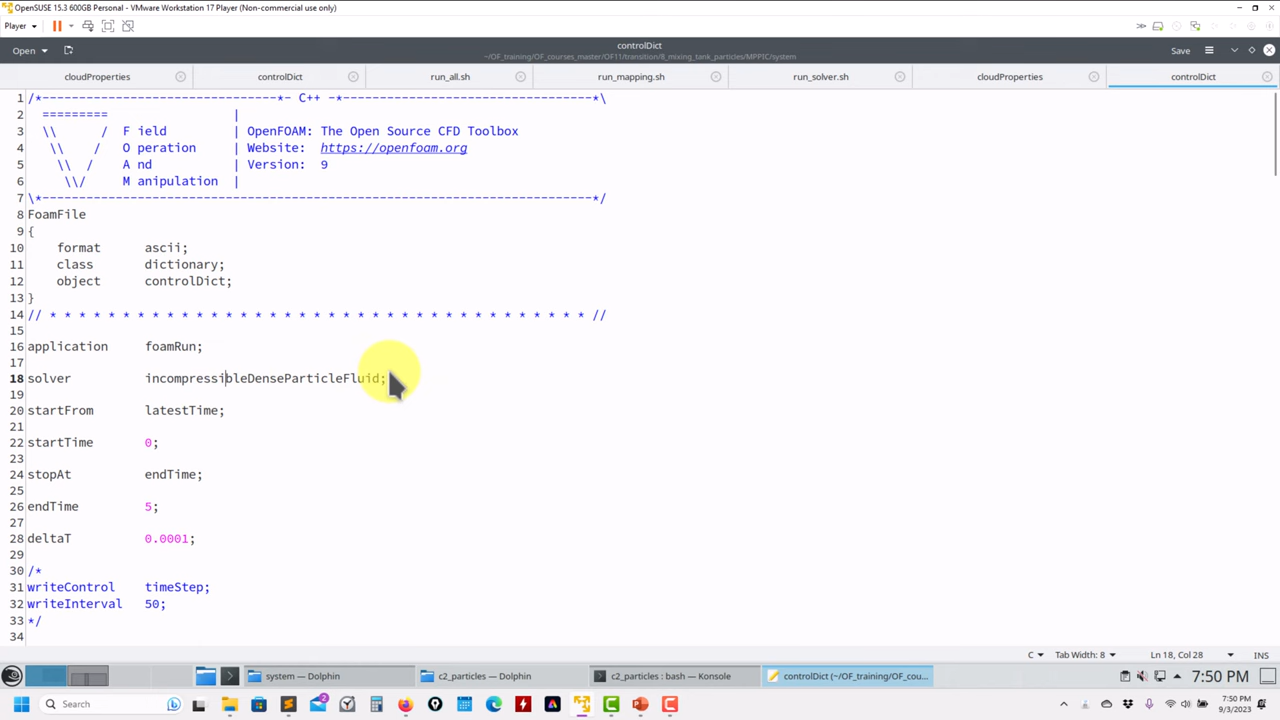 OpenSUSE 15.3 600GB Personal - VMware Workstation 17 Player (Non-commercial use only)
Player
Open
controlDict
~/OF_training/OF_courses_master/OF11/transition/8_mixing_tank_particles/MPPIC/system
Save
cloudProperties controlDict run_all.sh run_mapping.sh run_solver.sh cloudProperties controlDict
1 /*--------------------------------*- C++ -*----------------------------------*\
2 ========= |
3 \\ / F ield | OpenFOAM: The Open Source CFD Toolbox
4 \\ / O peration | Website: https://openfoam.org
5 \\ / A nd | Version: 9
6 \\/ M anipulation |
7 \*---------------------------------------------------------------------------*/
8 FoamFile
9 {
10 format ascii;
11 class dictionary;
12 object controlDict;
13 }
14 // * * * * * * * * * * * * * * * * * * * * * * * * * * * * * * * * * * * * * //
15
16 application foamRun;
17
18 solver incompressibleDenseParticleFluid;
19
20 startFrom latestTime;
21
22 startTime 0;
23
24 stopAt endTime;
25
26 endTime 5;
27
28 deltaT 0.0001;
29
30 /*
31 writeControl timeStep;
32 writeInterval 50;
33 */
34
C Tab Width: 8 Ln 18, Col 28 INS
system — Dolphin c2_particles — Dolphin c2_particles : bash — Konsole controlDict (~/OF_training/OF_cou... 7:50 PM
Search 2 7:50 PM
9/3/2023